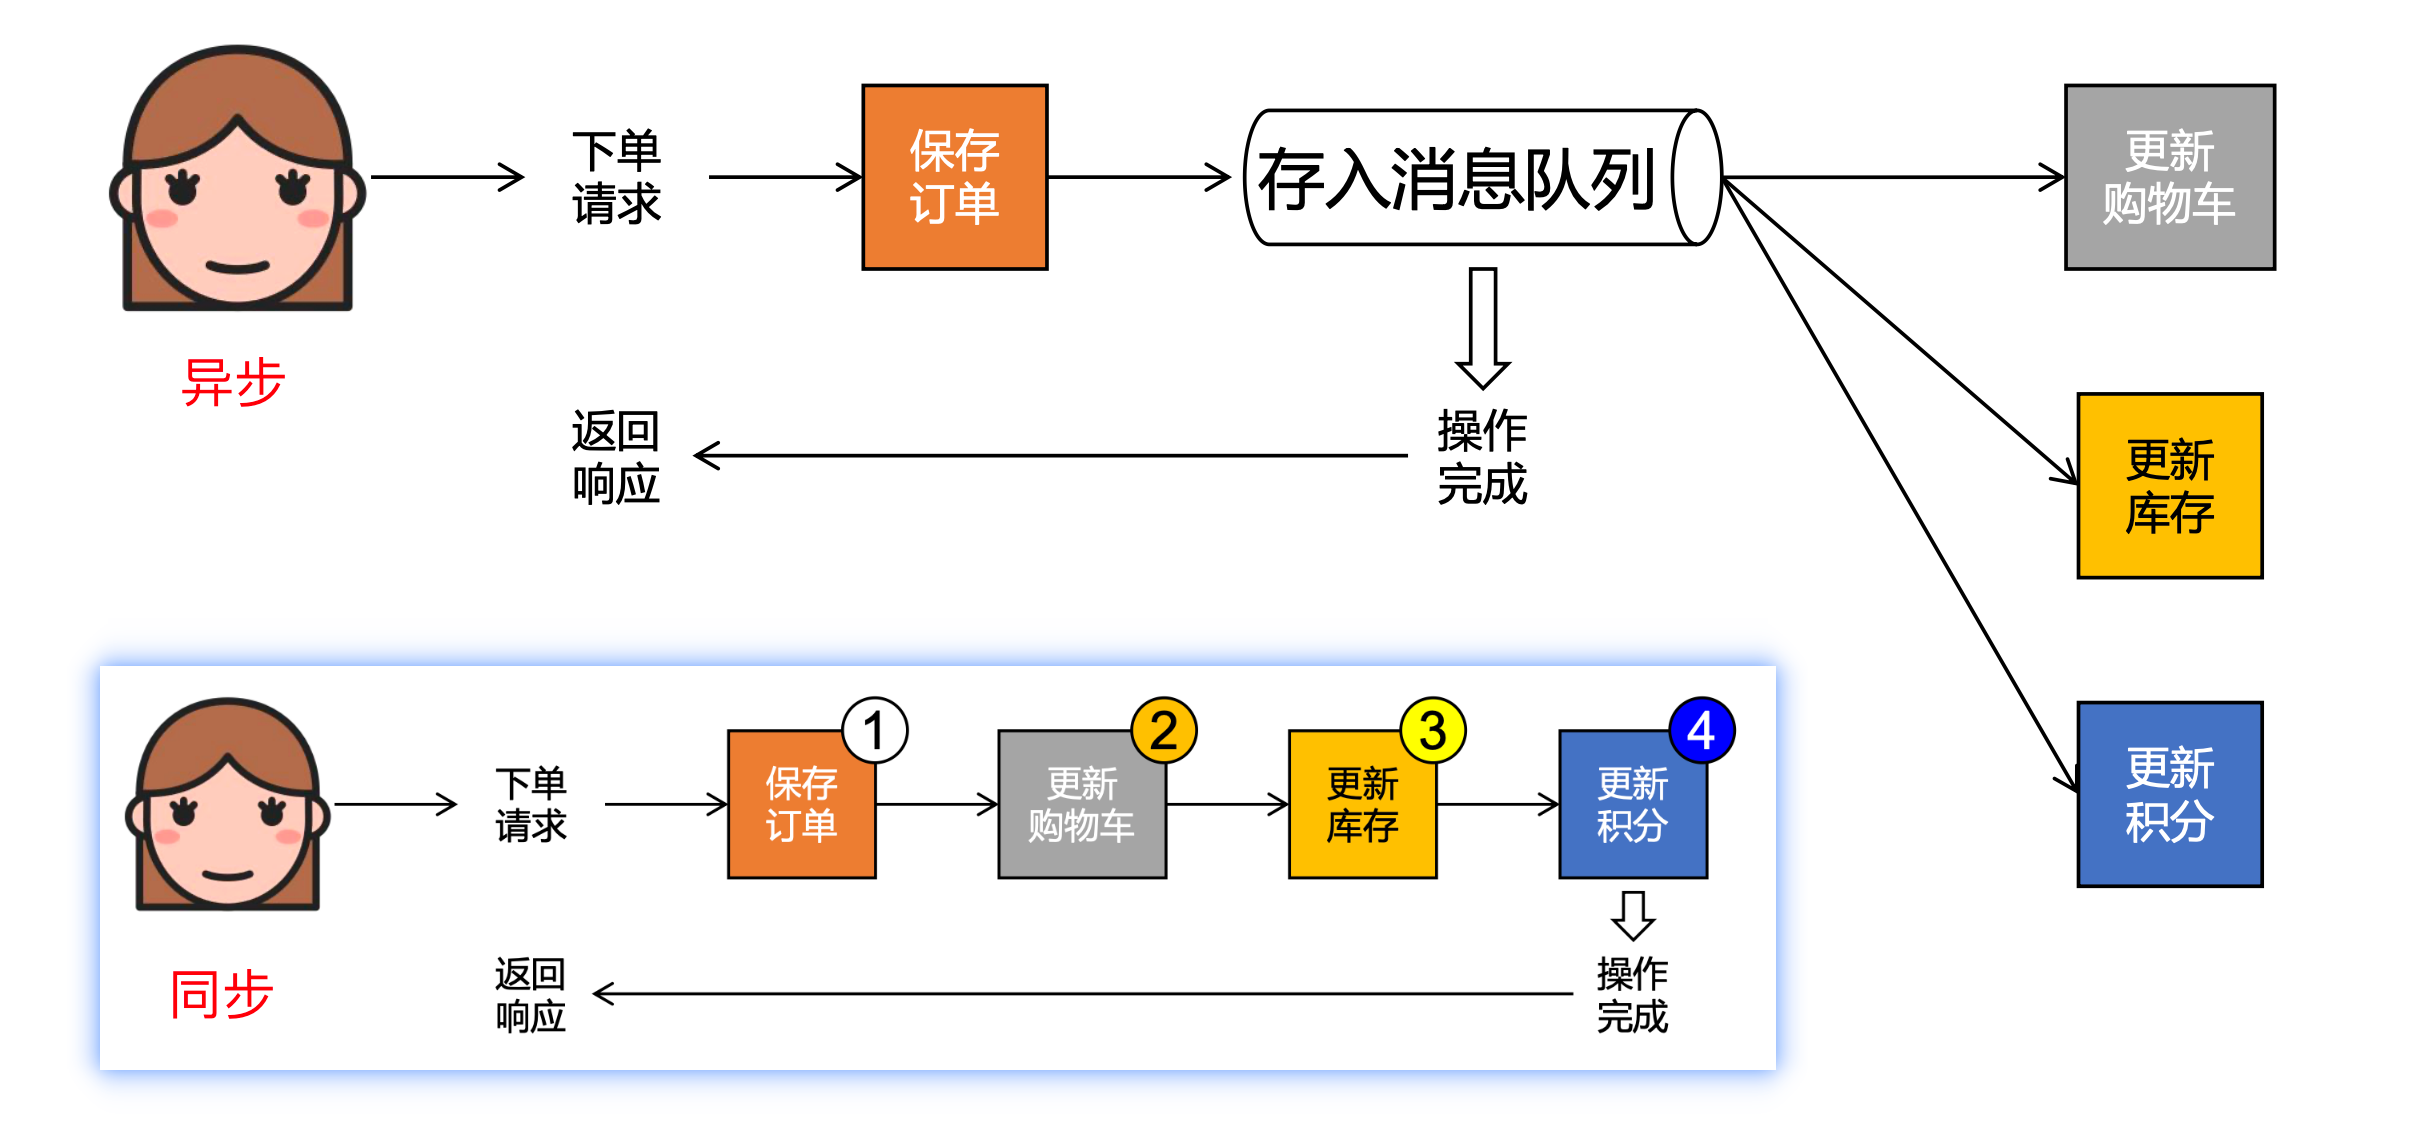 下单
请求
保存
订单
存入消息队列
更新
购物车
异步
返回
响应
操作
完成
更新
库存
更新
积分
下单
请求
1
保存
订单
2
更新
购物车
3
更新
库存
4
更新
积分
同步
返回
响应
操作
完成